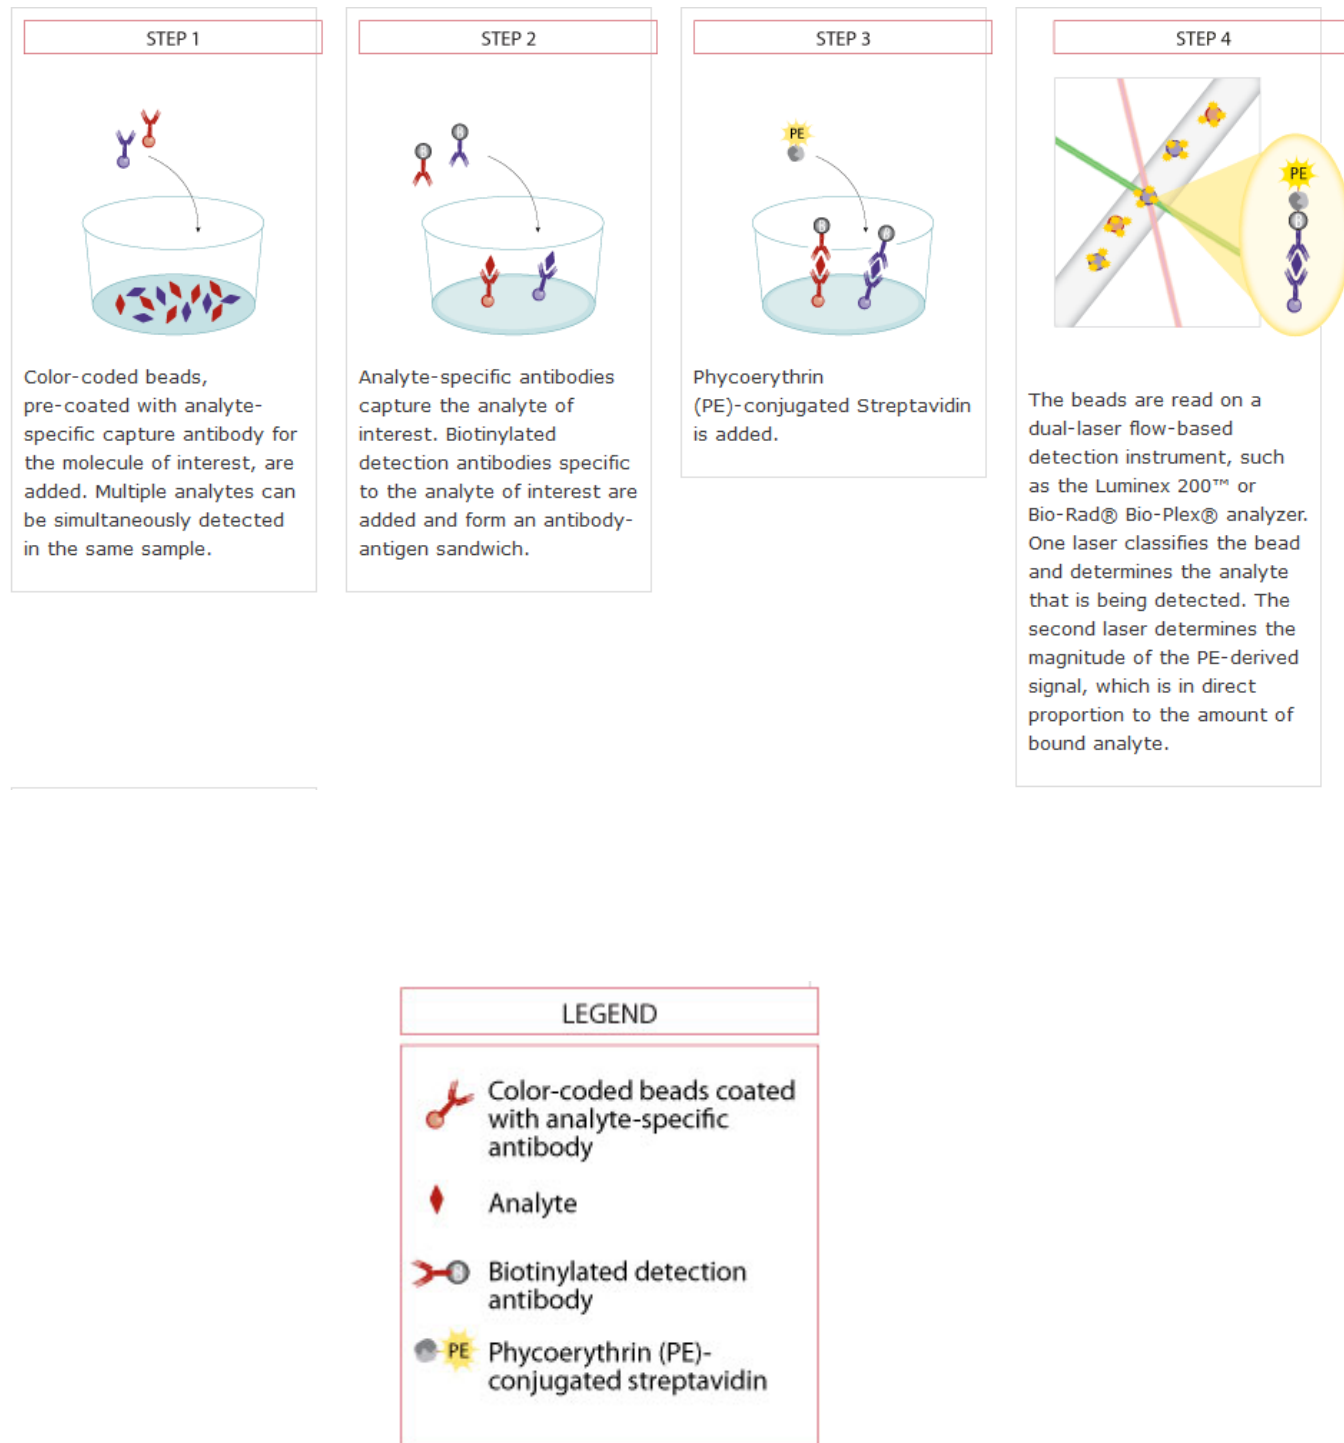 STEP 1
Color-coded beads,
pre-coated with analyte-
specific capture antibody for
the molecule of interest, are
added. Multiple analytes can
be simultaneously detected
in the same sample.
STEP 2
B
B
Analyte-specific antibodies
capture the analyte of
interest. Biotinylated
detection antibodies specific
to the analyte of interest are
added and form an antibody-
antigen sandwich.
STEP 3
PE
B
B
Phycoerythrin
(PE)-conjugated Streptavidin
is added.
STEP 4
PE
B
The beads are read on a
dual-laser flow-based
detection instrument, such
as the Luminex 200™ or
Bio-Rad® Bio-Plex® analyzer.
One laser classifies the bead
and determines the analyte
that is being detected. The
second laser determines the
magnitude of the PE-derived
signal, which is in direct
proportion to the amount of
bound analyte.
LEGEND
Color-coded beads coated
with analyte-specific
antibody
Analyte
B
Biotinylated detection
antibody
PE
Phycoerythrin (PE)-
conjugated streptavidin